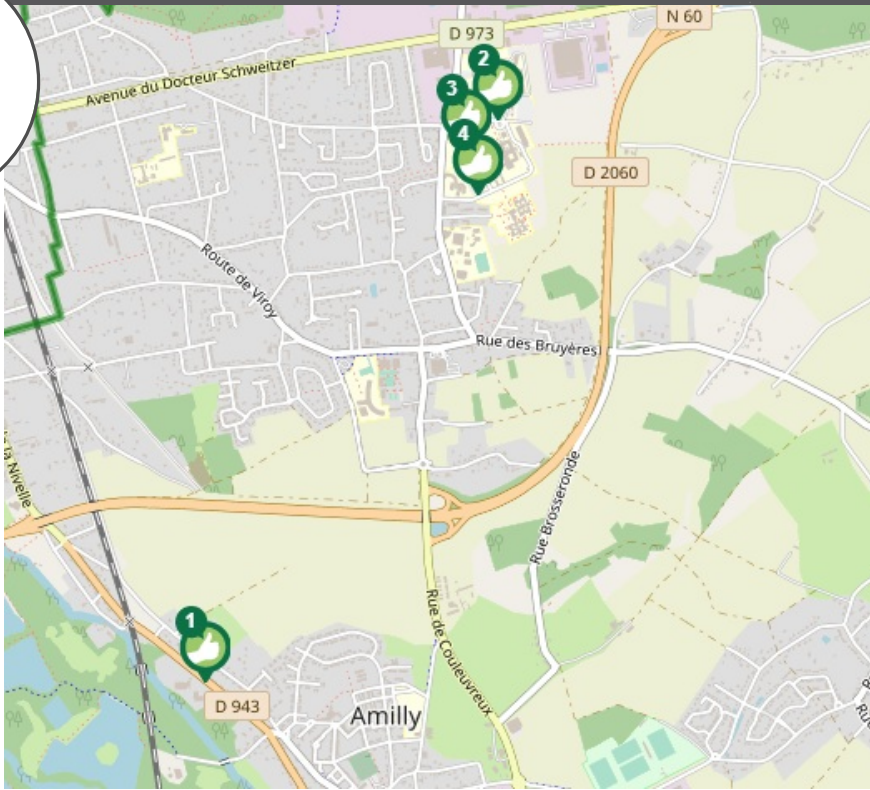 N 60
D 973
Avenue du Docteur Schweitzer
2
3
4
D 2060
Route de Viroy
Rue des Bruyères
de la Nivelle
Rue Brosseronde
1
Rue de Couleuvreux
D 943
Amilly